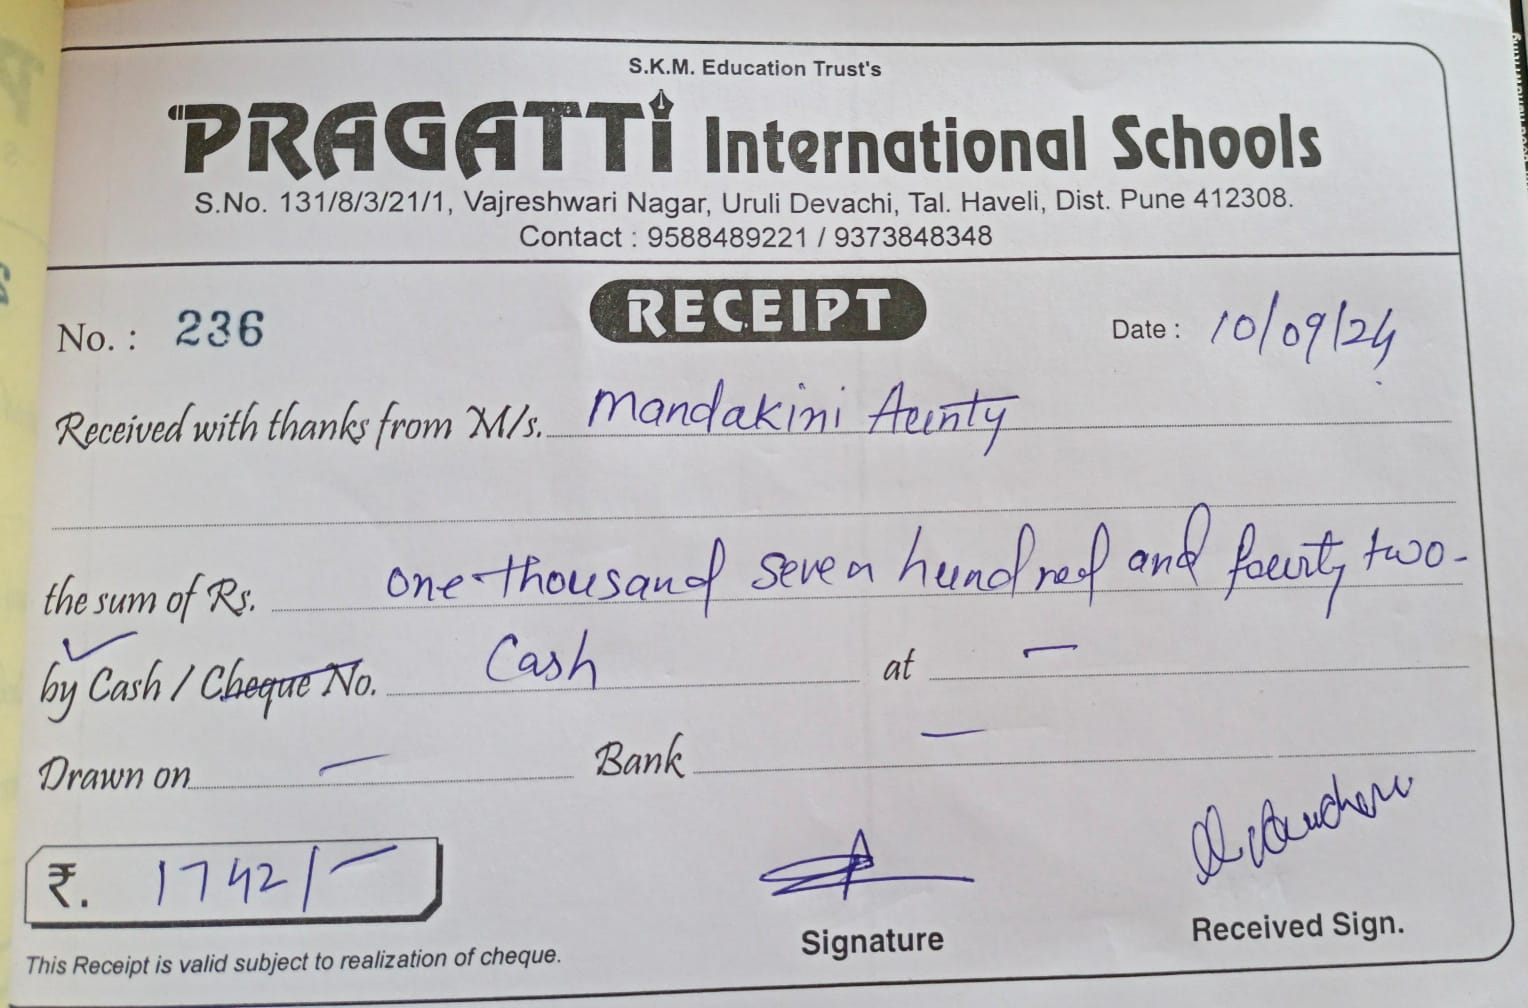 S.K.M. Education Trust's
PRAGATTi International Schools
S.No. 131/8/3/21/1, Vajreshwari Nagar, Uruli Devachi, Tal. Haveli, Dist. Pune 412308.
Contact : 9588489221 / 9373848348
RECEIPT
No. : 236 Date : 10/09/24
Received with thanks from M/s. Mandakini Aunty
the sum of Rs. one thousand seven hundred and fourty two-
by Cash / Cheque No. Cash at —
Drawn on — Bank —
₹. 1742/-
Signature Received Sign.
This Receipt is valid subject to realization of cheque.